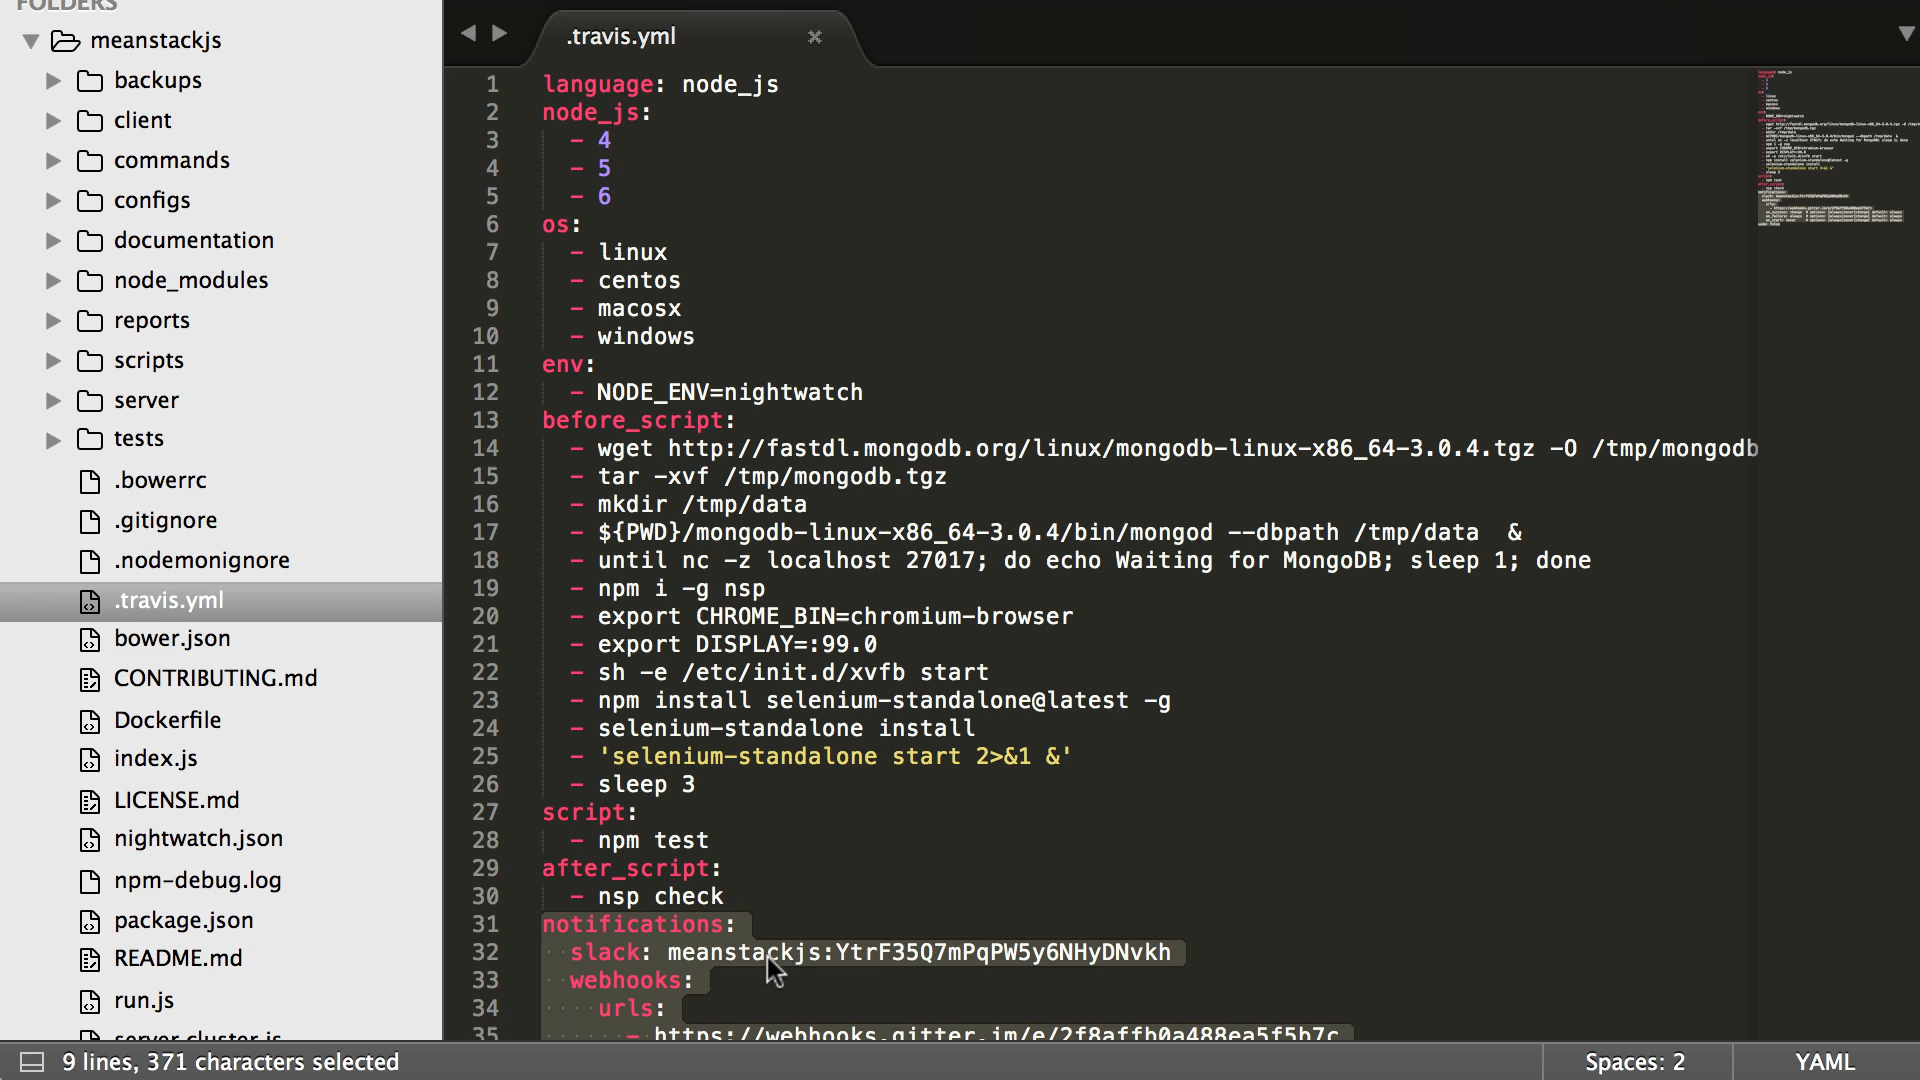 FOLDERS
meanstackjs
backups
client
commands
configs
documentation
node_modules
reports
scripts
server
tests
.bowerrc
.gitignore
.nodemonignore
.travis.yml
bower.json
CONTRIBUTING.md
Dockerfile
index.js
LICENSE.md
nightwatch.json
npm-debug.log
package.json
README.md
run.js
server.cluster.js
.travis.yml
1 language: node_js
2 node_js:
3 - 4
4 - 5
5 - 6
6 os:
7 - linux
8 - centos
9 - macosx
10 - windows
11 env:
12 - NODE_ENV=nightwatch
13 before_script:
14 - wget http://fastdl.mongodb.org/linux/mongodb-linux-x86_64-3.0.4.tgz -O /tmp/mongodb
15 - tar -xvf /tmp/mongodb.tgz
16 - mkdir /tmp/data
17 - ${PWD}/mongodb-linux-x86_64-3.0.4/bin/mongod --dbpath /tmp/data  &
18 - until nc -z localhost 27017; do echo Waiting for MongoDB; sleep 1; done
19 - npm i -g nsp
20 - export CHROME_BIN=chromium-browser
21 - export DISPLAY=:99.0
22 - sh -e /etc/init.d/xvfb start
23 - npm install selenium-standalone@latest -g
24 - selenium-standalone install
25 - 'selenium-standalone start 2>&1 &'
26 - sleep 3
27 script:
28 - npm test
29 after_script:
30 - nsp check
31 notifications:
32 slack: meanstackjs:YtrF35Q7mPqPW5y6NHyDNvkh
33 webhooks:
34 urls:
35 - https://webhooks.gitter.im/e/2f8affb0a488ea5f5b7c
9 lines, 371 characters selected
Spaces: 2
YAML